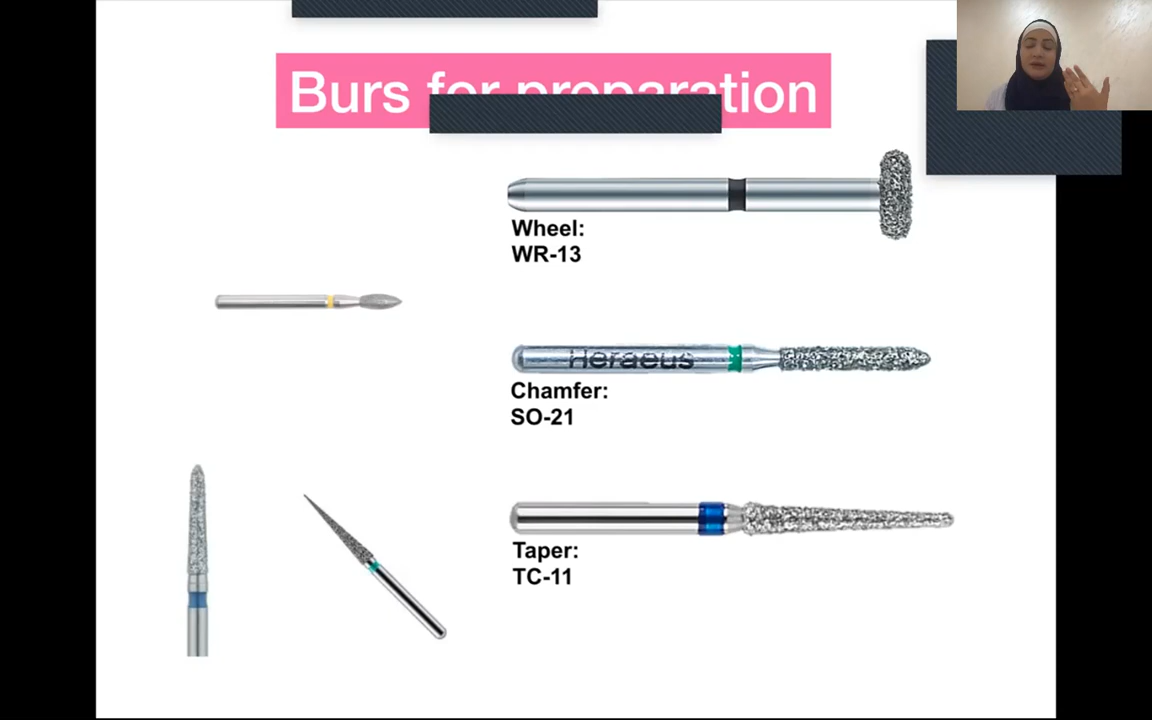 Burs for preparation
Wheel:
WR-13
Heraeus
Chamfer:
SO-21
Taper:
TC-11